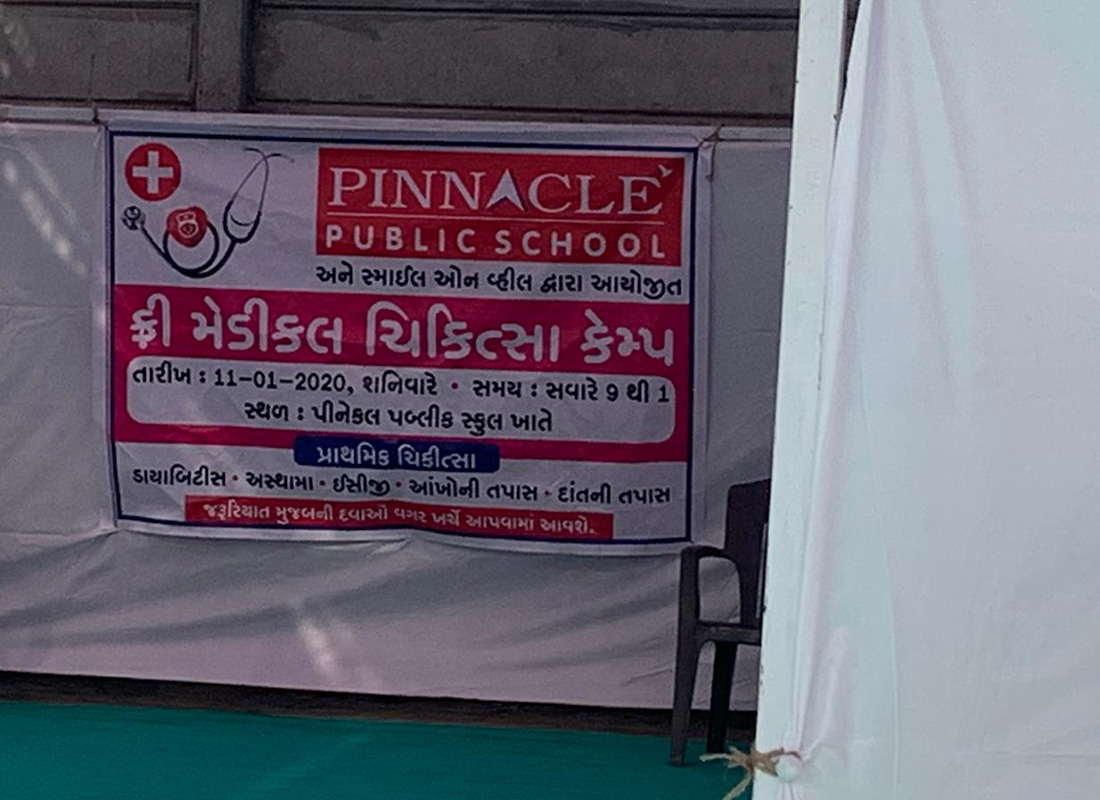 PINNACLE
PUBLIC SCHOOL
અને સ્માઈલ ઓન વ્હીલ દ્વારા આયોજીત
ફ્રી મેડીકલ ચિકિત્સા કેમ્પ
તારીખ : 11-01-2020, શનિવારે • સમય : સવારે 9 થી 1
સ્થળ : પીનેકલ પબ્લીક સ્કુલ ખાતે
પ્રાથમિક ચિકીત્સા
ડાયાબિટીસ • અસ્થામા • ઈસીજી • આંખોની તપાસ • દાંતની તપાસ
જરૂરિયાત મુજબની દવાઓ વગર ખર્ચે આપવામાં આવશે.